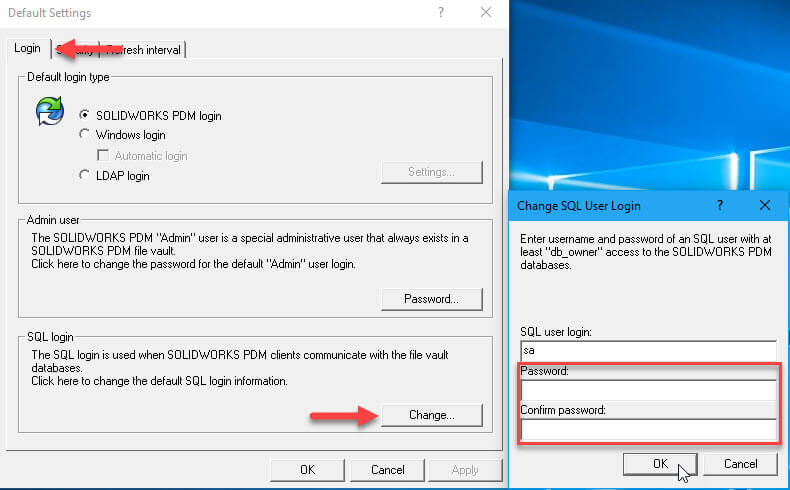 Default Settings
?
Login
Security
Refresh interval
Default login type
SOLIDWORKS PDM login
Windows login
Automatic login
LDAP login
Settings...
Admin user
The SOLIDWORKS PDM "Admin" user is a special administrative user that always exists in a
SOLIDWORKS PDM file vault.
Click here to change the password for the default "Admin" user login.
Password...
SQL login
The SQL login is used when SOLIDWORKS PDM clients communicate with the file vault
databases.
Click here to change the default SQL login information.
Change...
OK
Cancel
Apply
Change SQL User Login
?
Enter username and password of an SQL user with at
least "db_owner" access to the SOLIDWORKS PDM
databases.
SQL user login:
sa
Password:
Confirm password:
OK
Cancel